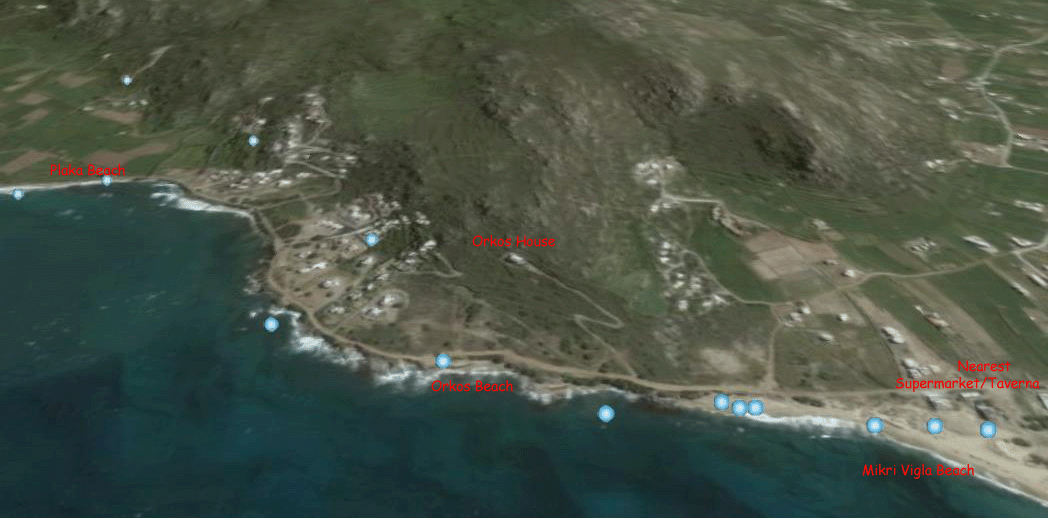 Plaka Beach
Orkos House
Orkos Beach
Nearest
Supermarket/Taverna
Mikri Vigla Beach